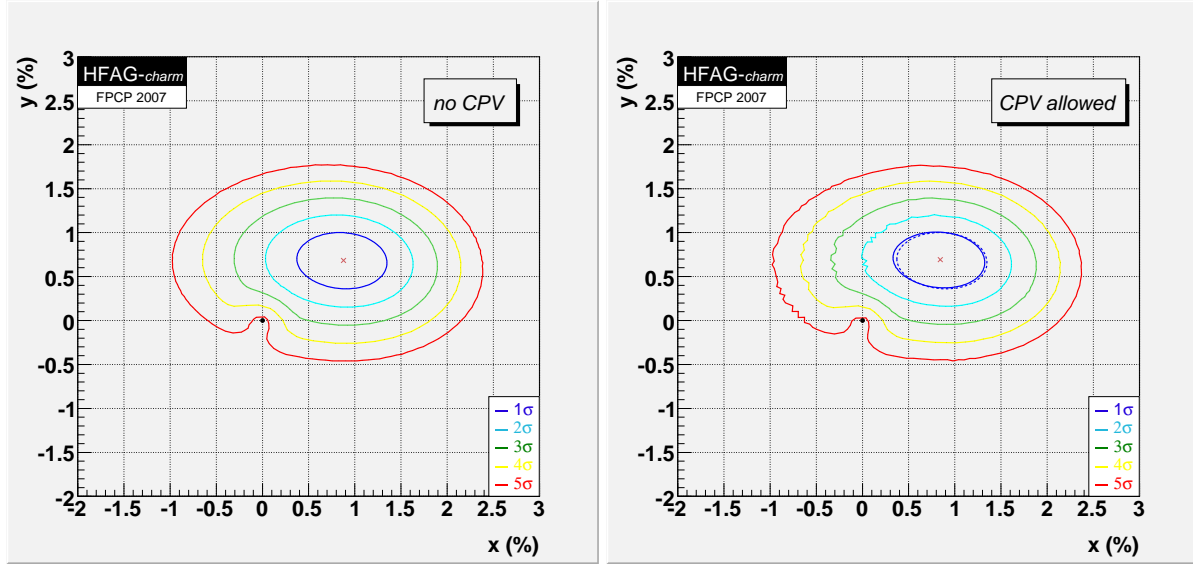 y (%)
3
2.5
2
1.5
1
0.5
0
-0.5
-1
-1.5
-2
HFAG-charm
FPCP 2007
no CPV
1σ
2σ
3σ
4σ
5σ
-2 -1.5 -1 -0.5 0 0.5 1 1.5 2 2.5 3
x (%)
y (%)
3
2.5
2
1.5
1
0.5
0
-0.5
-1
-1.5
-2
HFAG-charm
FPCP 2007
CPV allowed
1σ
2σ
3σ
4σ
5σ
-2 -1.5 -1 -0.5 0 0.5 1 1.5 2 2.5 3
x (%)